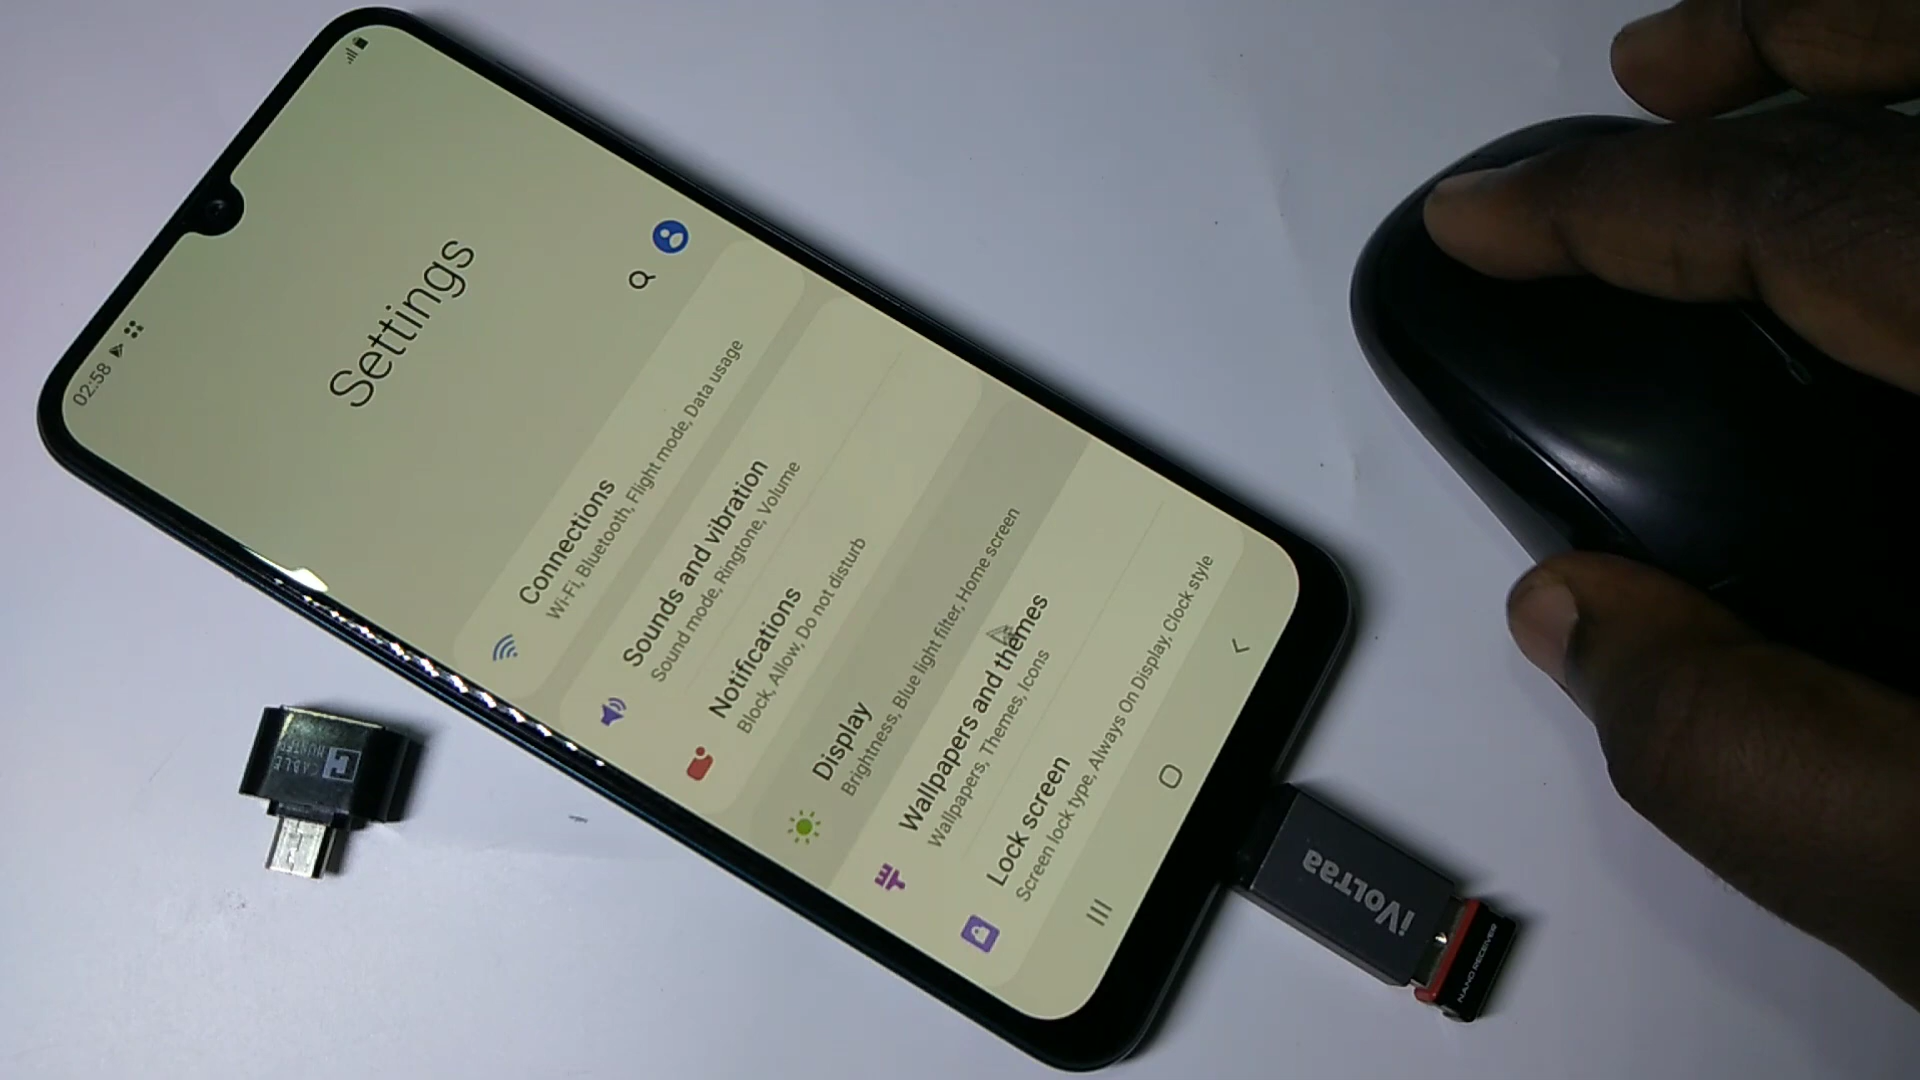 02:58
Settings
Connections
Wi-Fi, Bluetooth, Flight mode, Data usage
Sounds and vibration
Sound mode, Ringtone, Volume
Notifications
Block, Allow, Do not disturb
Display
Brightness, Blue light filter, Home screen
Wallpapers and themes
Wallpapers, Themes, Icons
Lock screen
Screen lock type, Always On Display, Clock style
iVoltaa
NANO RECEIVER
CABLE
HUNTER